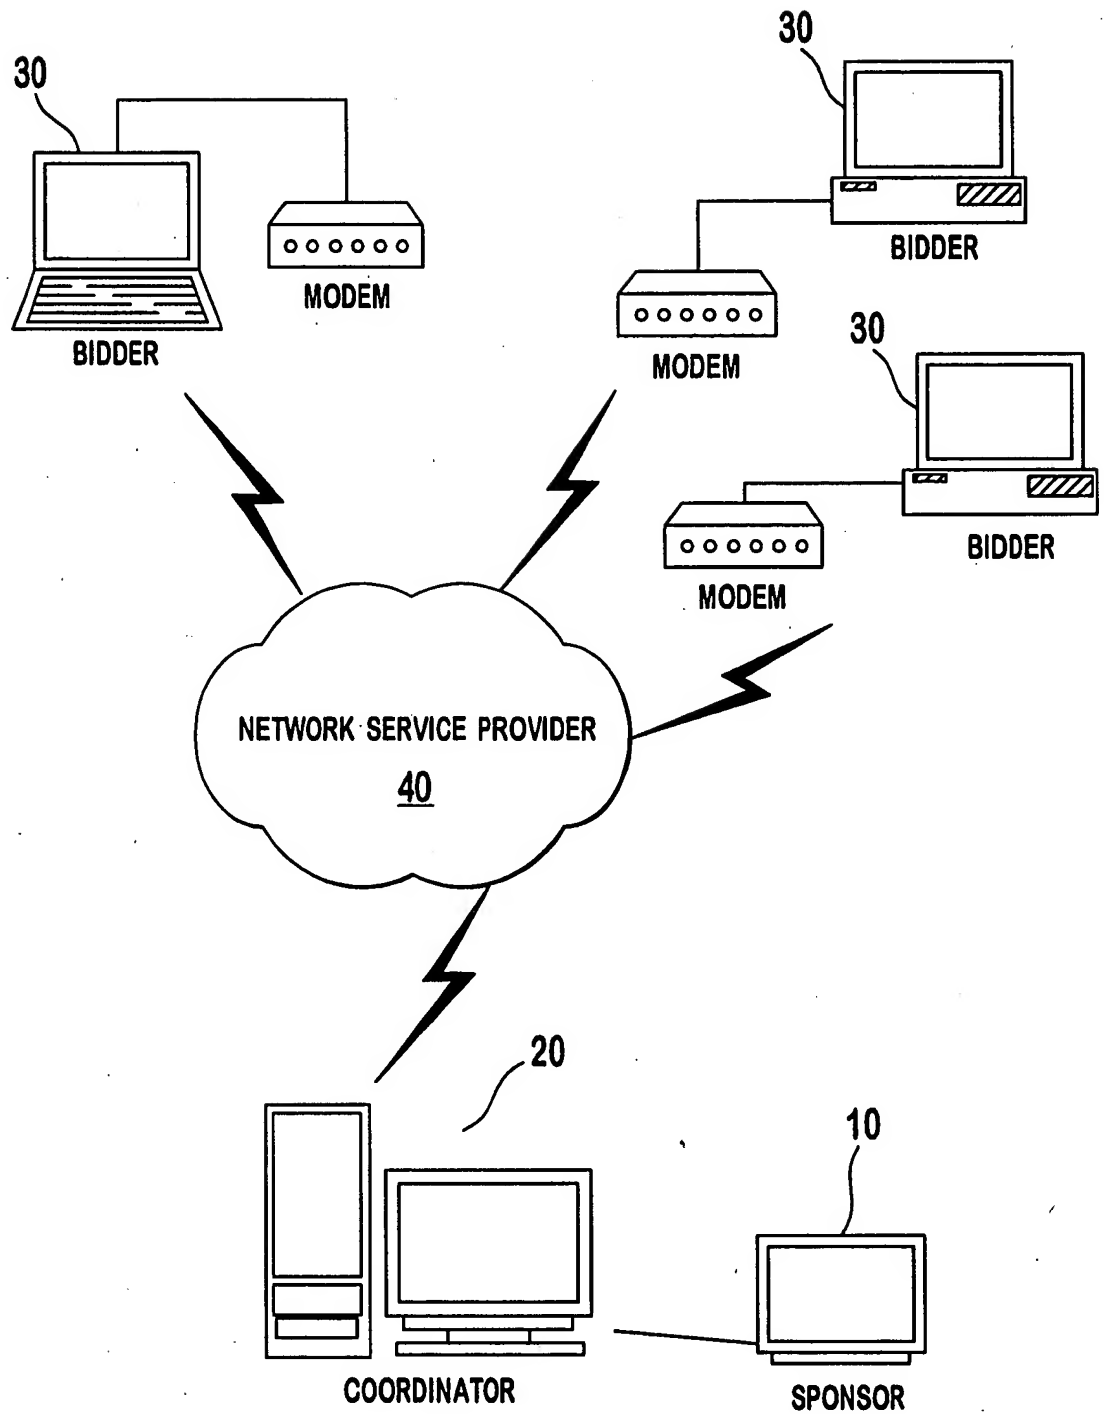 30
30
BIDDER
MODEM
BIDDER
30
MODEM
BIDDER
MODEM
NETWORK SERVICE PROVIDER
40
20
10
COORDINATOR
SPONSOR